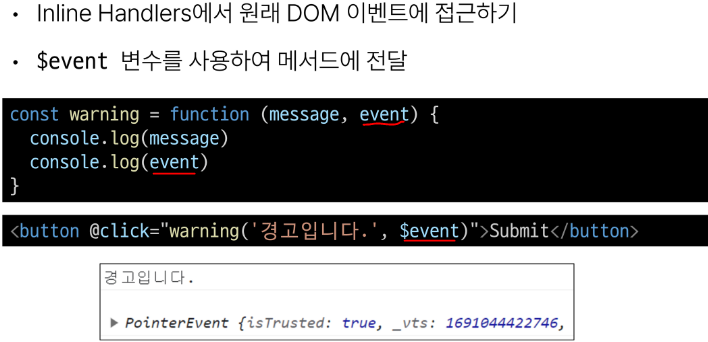 • Inline Handlers에서 원래 DOM 이벤트에 접근하기
• $event 변수를 사용하여 메서드에 전달
const warning = function (message, event) {
  console.log(message)
  console.log(event)
}
<button @click="warning('경고입니다.', $event)">Submit</button>
경고입니다.
▶ PointerEvent {isTrusted: true, _vts: 1691044422746,